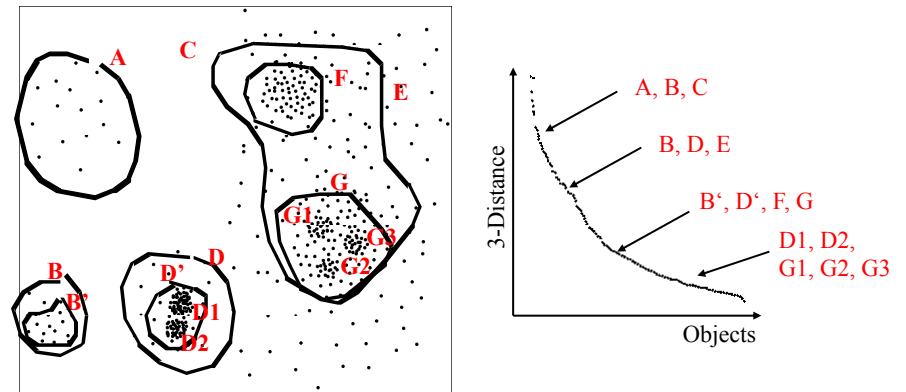 A
C
F
E
G
G1
G3
G2
B
B'
D
D'
D1
D2
3-Distance
A, B, C
B, D, E
B‘, D‘, F, G
D1, D2,
G1, G2, G3
Objects